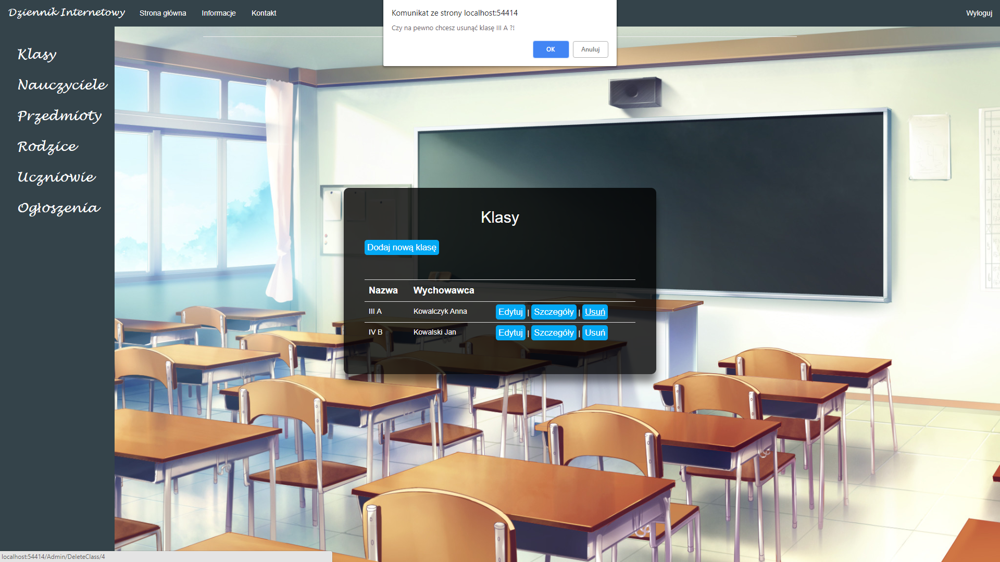 Dziennik Internetowy Strona główna Informacje Kontakt Wyloguj
Komunikat ze strony localhost:54414
Czy na pewno chcesz usunąć klasę III A ?!
OK Anuluj
Klasy
Nauczyciele
Przedmioty
Rodzice
Uczniowie
Ogłoszenia
Klasy
Dodaj nową klasę
Nazwa Wychowawca
III A Kowalczyk Anna Edytuj | Szczegóły | Usuń
IV B Kowalski Jan Edytuj | Szczegóły | Usuń
localhost:54414/Admin/DeleteClass/4